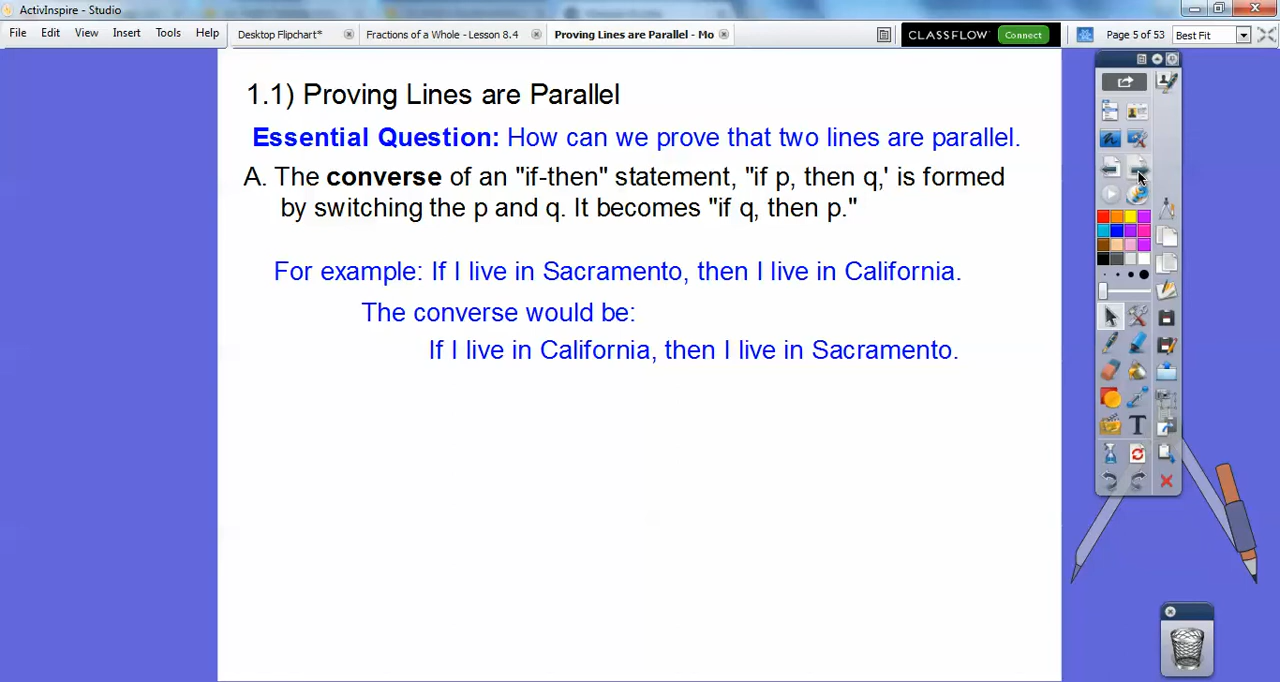 ActivInspire - Studio
File Edit View Insert Tools Help
Desktop Flipchart* Fractions of a Whole - Lesson 8.4 Proving Lines are Parallel - Mo
CLASSFLOW Connect
Page 5 of 53 Best Fit
1.1) Proving Lines are Parallel
Essential Question: How can we prove that two lines are parallel.
A. The converse of an "if-then" statement, "if p, then q,' is formed
by switching the p and q. It becomes "if q, then p."
For example: If I live in Sacramento, then I live in California.
The converse would be:
If I live in California, then I live in Sacramento.